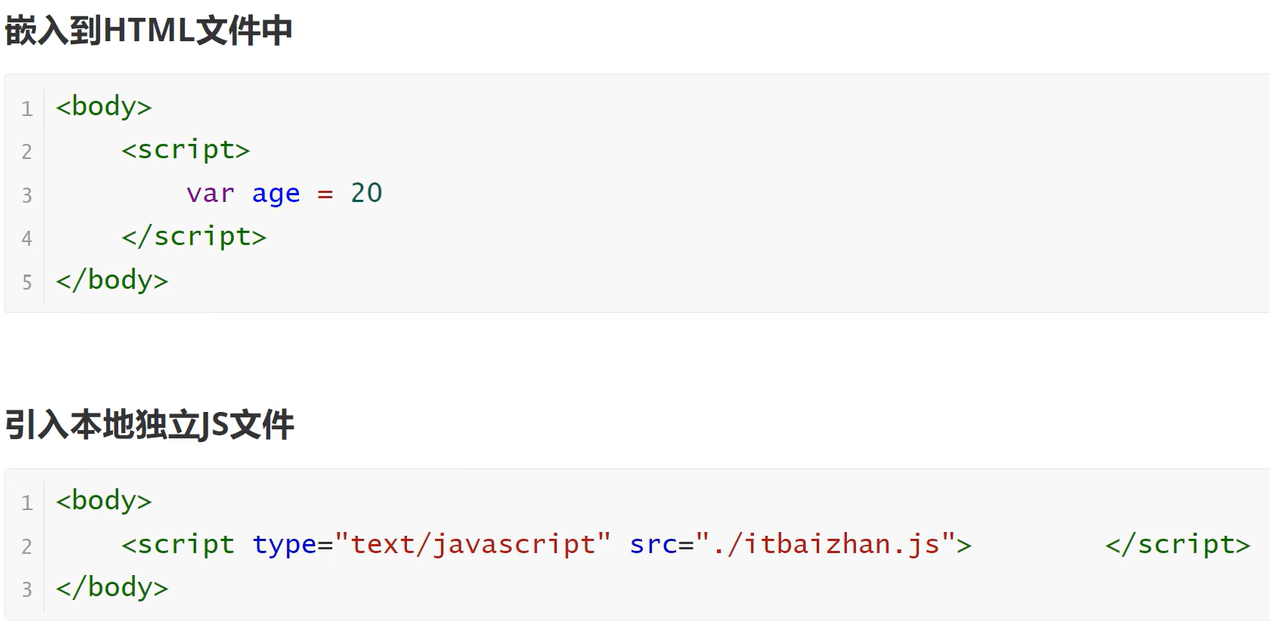 嵌入到HTML文件中
1 <body>
2     <script>
3         var age = 20
4     </script>
5 </body>
引入本地独立JS文件
1 <body>
2     <script type="text/javascript" src="./itbaizhan.js">        </script>
3 </body>